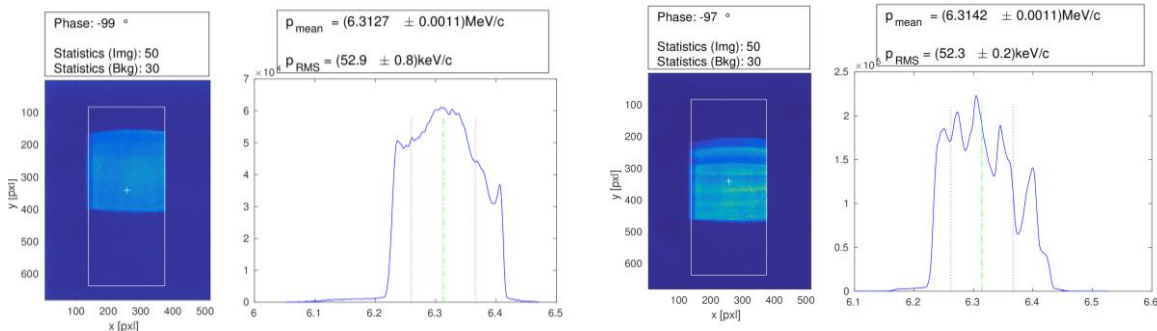 Phase: -99 °
Statistics (Img): 50
Statistics (Bkg): 30
p mean = (6.3127 ± 0.0011)MeV/c
p RMS = (52.9 ± 0.8)keV/c
y [pxl]
100
200
300
400
500
600
100 200 300 400 500
x [pxl]
7
6
5
4
3
2
1
0
6 6.1 6.2 6.3 6.4 6.5
Phase: -97 °
Statistics (Img): 50
Statistics (Bkg): 30
p mean = (6.3142 ± 0.0011)MeV/c
p RMS = (52.3 ± 0.2)keV/c
y [pxl]
100
200
300
400
500
600
100 200 300 400 500
x [pxl]
2.5
2
1.5
1
0.5
0
6.1 6.2 6.3 6.4 6.5 6.6